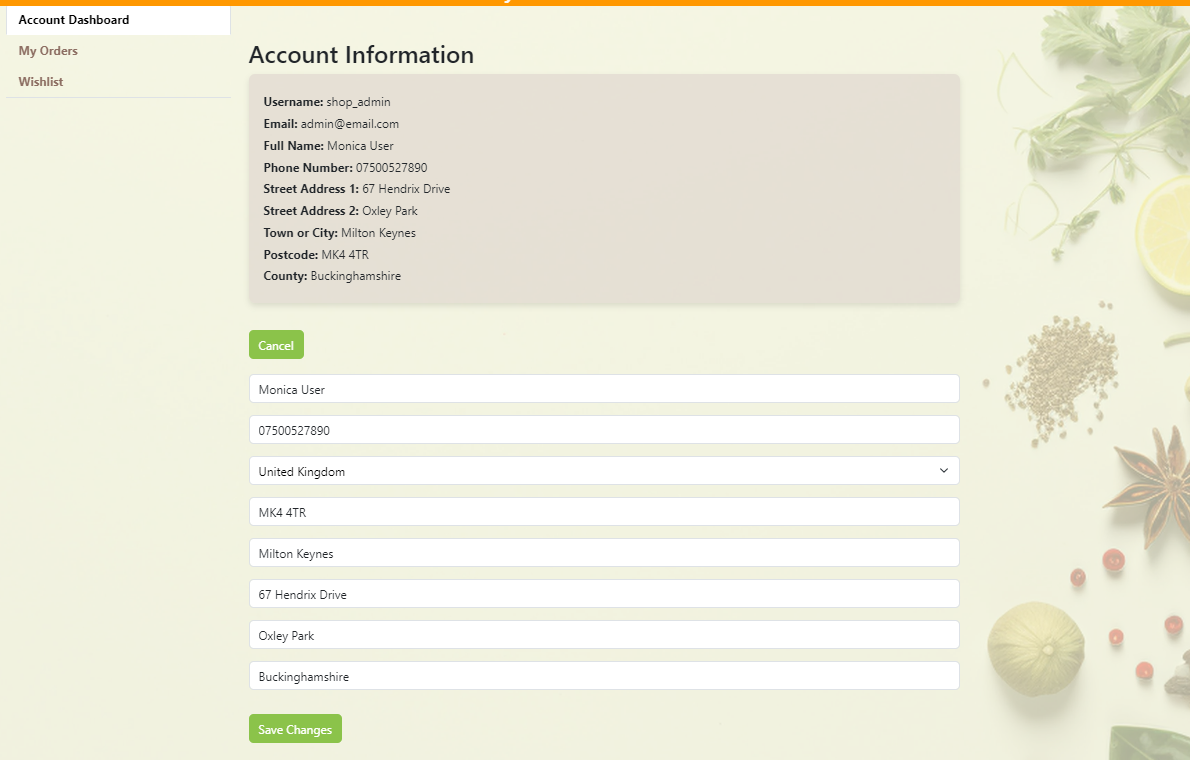 Account Dashboard
My Orders
Wishlist
Account Information
Username: shop_admin
Email: admin@email.com
Full Name: Monica User
Phone Number: 07500527890
Street Address 1: 67 Hendrix Drive
Street Address 2: Oxley Park
Town or City: Milton Keynes
Postcode: MK4 4TR
County: Buckinghamshire
Cancel
Monica User
07500527890
United Kingdom
MK4 4TR
Milton Keynes
67 Hendrix Drive
Oxley Park
Buckinghamshire
Save Changes